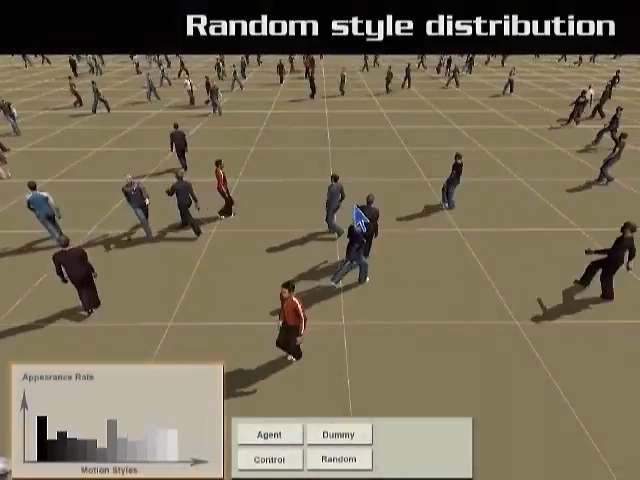 Random style distribution
Appearance Rate
Motion Styles
Agent
Dummy
Control
Random